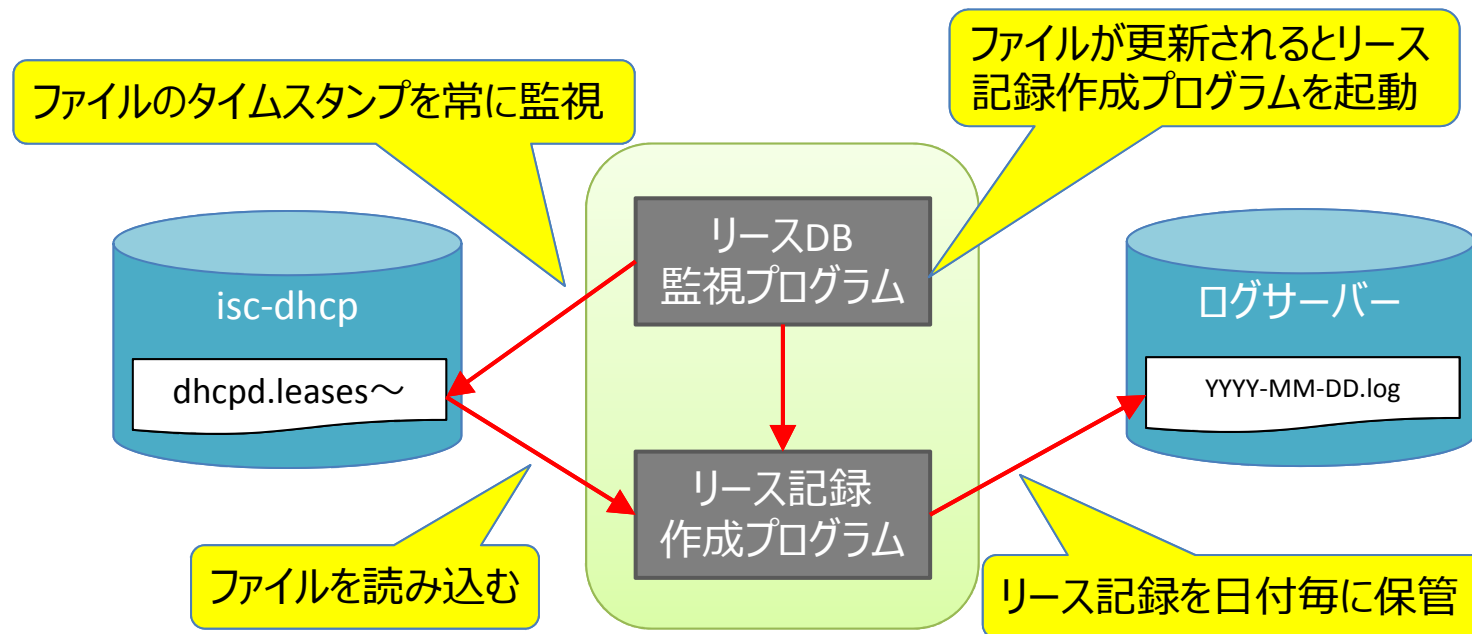 ファイルが更新されるとリース
記録作成プログラムを起動
ファイルのタイムスタンプを常に監視
リースDB
監視プログラム
isc-dhcp
dhcpd.leases～
ログサーバー
YYYY-MM-DD.log
リース記録
作成プログラム
ファイルを読み込む
リース記録を日付毎に保管